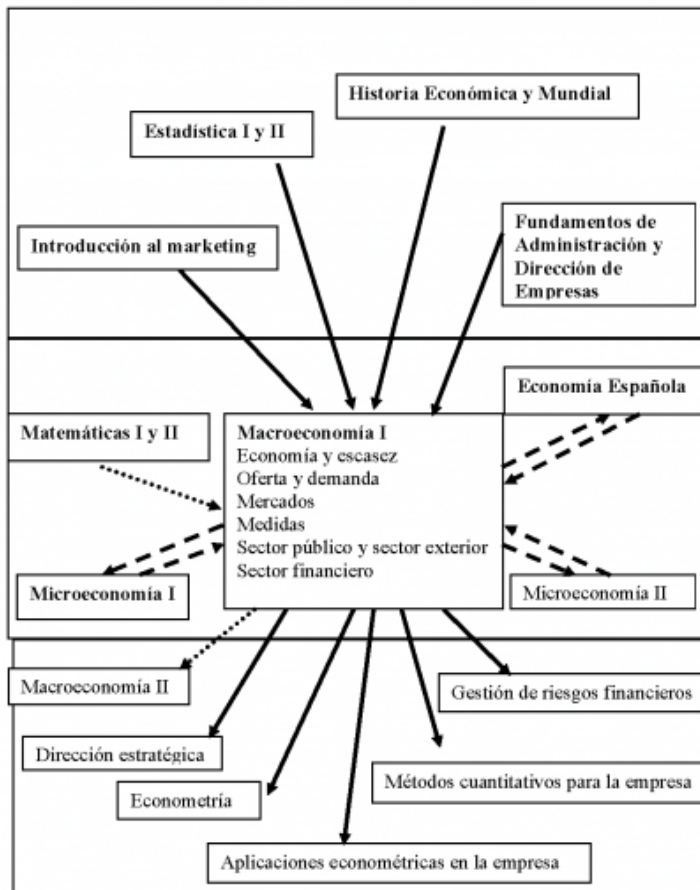 Historia Económica y Mundial
Estadística I y II
Fundamentos de
Administración y
Dirección de
Empresas
Introducción al marketing
Economía Española
Matemáticas I y II
Macroeconomía I
Economía y escasez
Oferta y demanda
Mercados
Medidas
Sector público y sector exterior
Sector financiero
Microeconomía I
Microeconomía II
Macroeconomía II
Gestión de riesgos financieros
Dirección estratégica
Métodos cuantitativos para la empresa
Econometría
Aplicaciones econométricas en la empresa